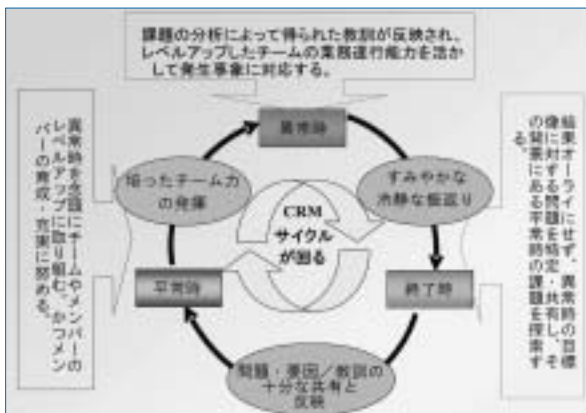 課題の分析によって得られた教訓が反映され、
レベルアップしたチームの業務遂行能力を活か
して発生事象に対応する。
異常時
培ったチーム力
の発揮
すみやかな
冷静な振返り
CRM
サイクル
が回る
平常時
終了時
問題・要因/教訓の
十分な共有と
反映
異常時を念頭にチームやメンバーの
レベルアップに取り組む。かつメン
バーの育成・充実に努める。
結果オーライにせず、異常時の目標
像に対する問題を特定・共有し、そ
の背景にある平常時の課題を探索す
る。